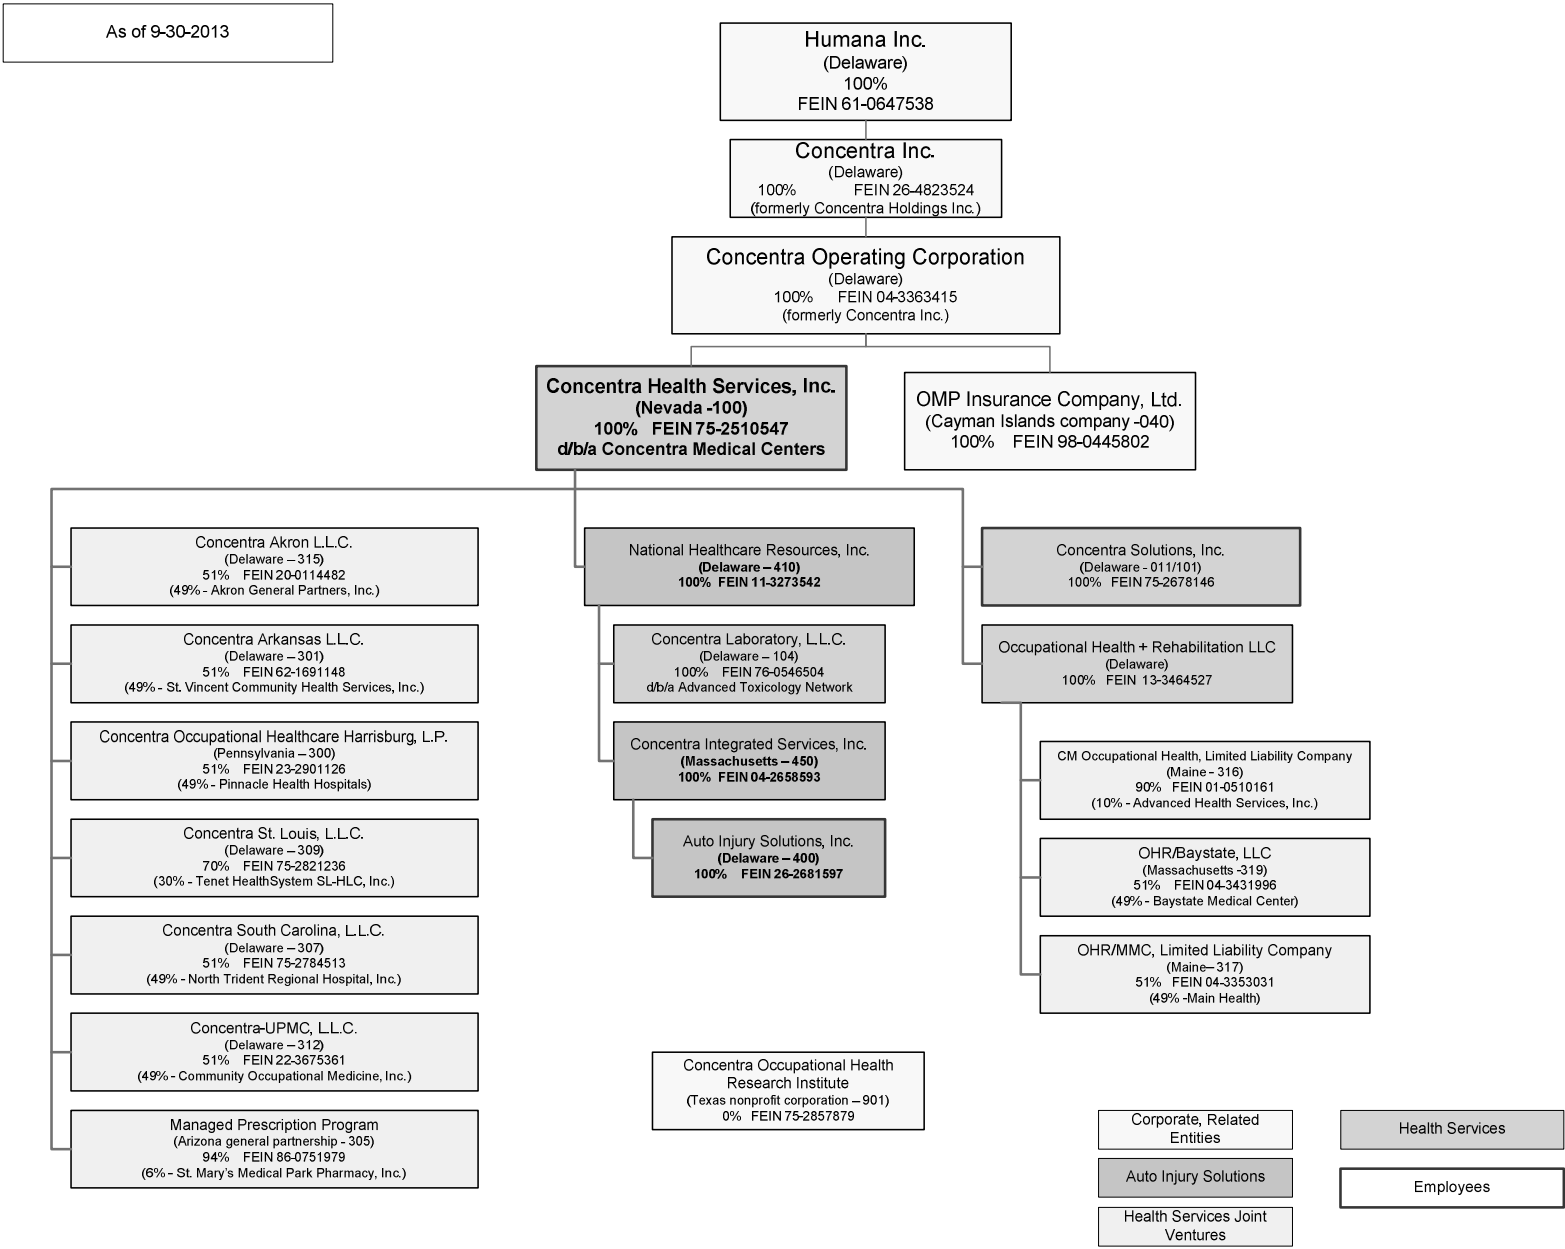 As of 9-30-2013
Humana Inc.
(Delaware)
100%
FEIN 61-0647538
Concentra Inc.
(Delaware)
100% FEIN 26-4823524
(formerly Concentra Holdings Inc.)
Concentra Operating Corporation
(Delaware)
100% FEIN 04-3363415
(formerly Concentra Inc.)
Concentra Health Services, Inc.
(Nevada -100)
100% FEIN 75-2510547
d/b/a Concentra Medical Centers
OMP Insurance Company, Ltd.
(Cayman Islands company -040)
100% FEIN 98-0445802
Concentra Akron L.L.C.
(Delaware – 315)
51% FEIN 20-0114482
(49% - Akron General Partners, Inc.)
Concentra Arkansas L.L.C.
(Delaware – 301)
51% FEIN 62-1691148
(49% - St. Vincent Community Health Services, Inc.)
Concentra Occupational Healthcare Harrisburg, L.P.
(Pennsylvania – 300)
51% FEIN 23-2901126
(49% - Pinnacle Health Hospitals)
Concentra St. Louis, L.L.C.
(Delaware – 309)
70% FEIN 75-2821236
(30% - Tenet HealthSystem SL-HLC, Inc.)
Concentra South Carolina, L.L.C.
(Delaware – 307)
51% FEIN 75-2784513
(49% - North Trident Regional Hospital, Inc.)
Concentra-UPMC, L.L.C.
(Delaware – 312)
51% FEIN 22-3675361
(49% - Community Occupational Medicine, Inc.)
Managed Prescription Program
(Arizona general partnership - 305)
94% FEIN 86-0751979
(6% - St. Mary's Medical Park Pharmacy, Inc.)
National Healthcare Resources, Inc.
(Delaware – 410)
100% FEIN 11-3273542
Concentra Laboratory, L.L.C.
(Delaware – 104)
100% FEIN 76-0546504
d/b/a Advanced Toxicology Network
Concentra Integrated Services, Inc.
(Massachusetts – 450)
100% FEIN 04-2658593
Auto Injury Solutions, Inc.
(Delaware – 400)
100% FEIN 26-2681597
Concentra Solutions, Inc.
(Delaware - 011/101)
100% FEIN 75-2678146
Occupational Health + Rehabilitation LLC
(Delaware)
100% FEIN 13-3464527
CM Occupational Health, Limited Liability Company
(Maine - 316)
90% FEIN 01-0510161
(10% - Advanced Health Services, Inc.)
OHR/Baystate, LLC
(Massachusetts -319)
51% FEIN 04-3431996
(49% - Baystate Medical Center)
OHR/MMC, Limited Liability Company
(Maine– 317)
51% FEIN 04-3353031
(49% -Main Health)
Concentra Occupational Health
Research Institute
(Texas nonprofit corporation – 901)
0% FEIN 75-2857879
Corporate, Related
Entities
Health Services
Auto Injury Solutions
Employees
Health Services Joint
Ventures